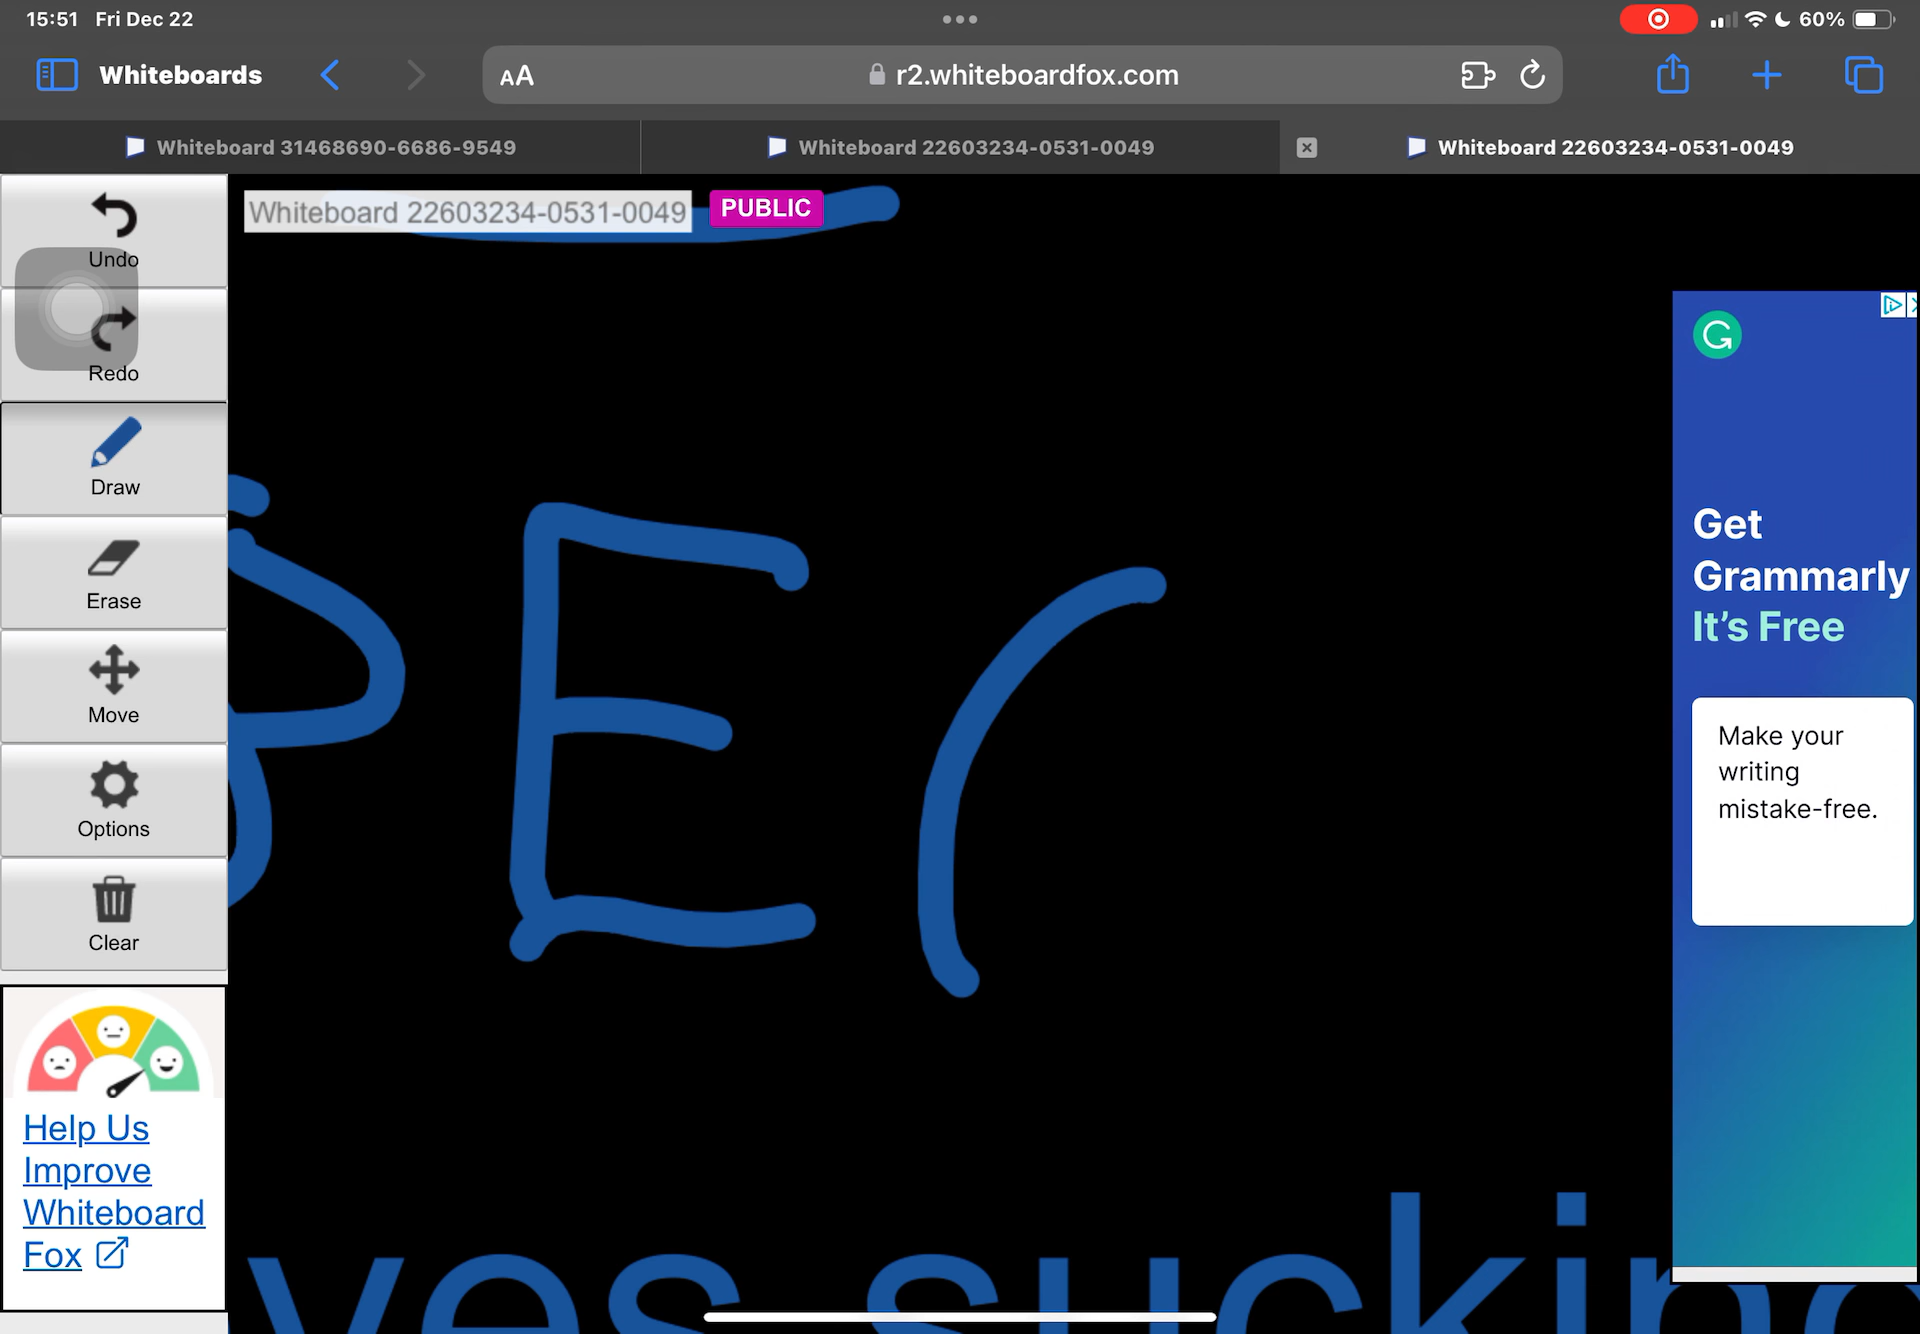 15:51 Fri Dec 22
60%
Whiteboards
AA
r2.whiteboardfox.com
Whiteboard 31468690-6686-9549
Whiteboard 22603234-0531-0049
Whiteboard 22603234-0531-0049
Whiteboard 22603234-0531-0049
PUBLIC
Undo
Redo
Draw
Erase
Move
Options
Clear
Help Us
Improve
Whiteboard
Fox
E
Get
Grammarly
It's Free
Make your
writing
mistake-free.